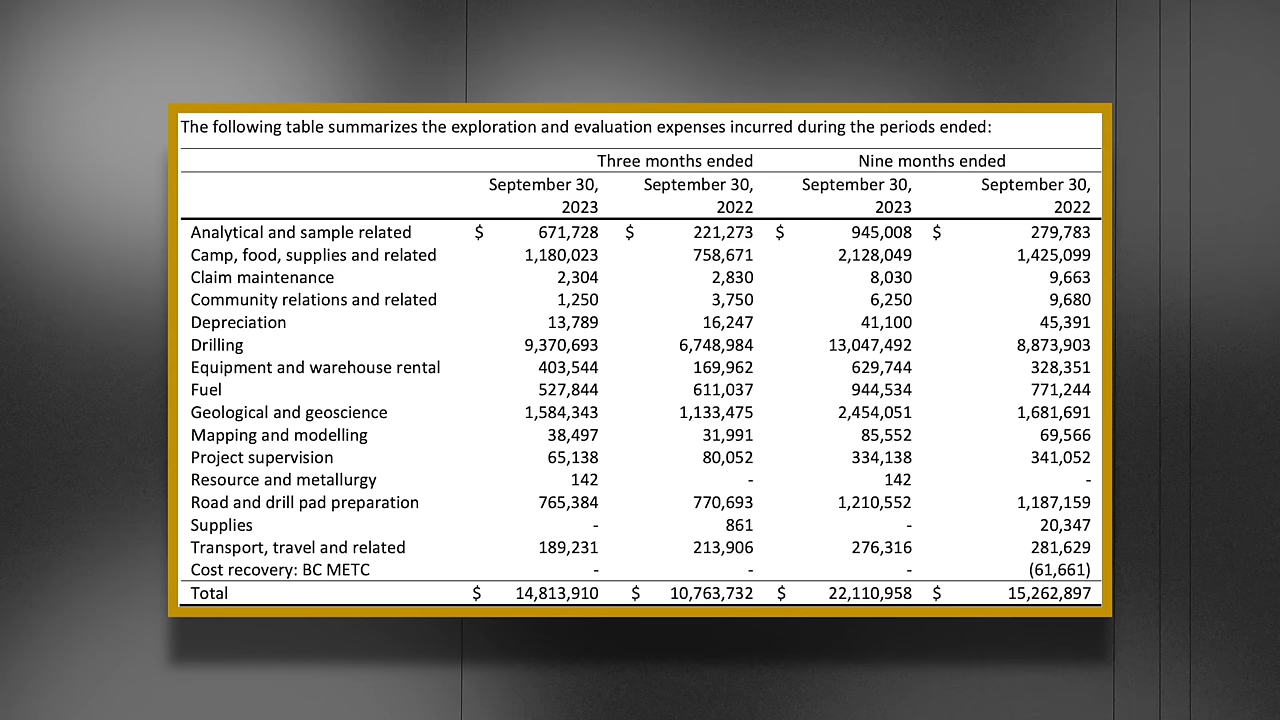 The following table summarizes the exploration and evaluation expenses incurred during the periods ended:
Three months ended Nine months ended
September 30, September 30, September 30, September 30,
2023 2022 2023 2022
Analytical and sample related $ 671,728 $ 221,273 $ 945,008 $ 279,783
Camp, food, supplies and related 1,180,023 758,671 2,128,049 1,425,099
Claim maintenance 2,304 2,830 8,030 9,663
Community relations and related 1,250 3,750 6,250 9,680
Depreciation 13,789 16,247 41,100 45,391
Drilling 9,370,693 6,748,984 13,047,492 8,873,903
Equipment and warehouse rental 403,544 169,962 629,744 328,351
Fuel 527,844 611,037 944,534 771,244
Geological and geoscience 1,584,343 1,133,475 2,454,051 1,681,691
Mapping and modelling 38,497 31,991 85,552 69,566
Project supervision 65,138 80,052 334,138 341,052
Resource and metallurgy 142 - 142 -
Road and drill pad preparation 765,384 770,693 1,210,552 1,187,159
Supplies - 861 - 20,347
Transport, travel and related 189,231 213,906 276,316 281,629
Cost recovery: BC METC - - - (61,661)
Total $ 14,813,910 $ 10,763,732 $ 22,110,958 $ 15,262,897